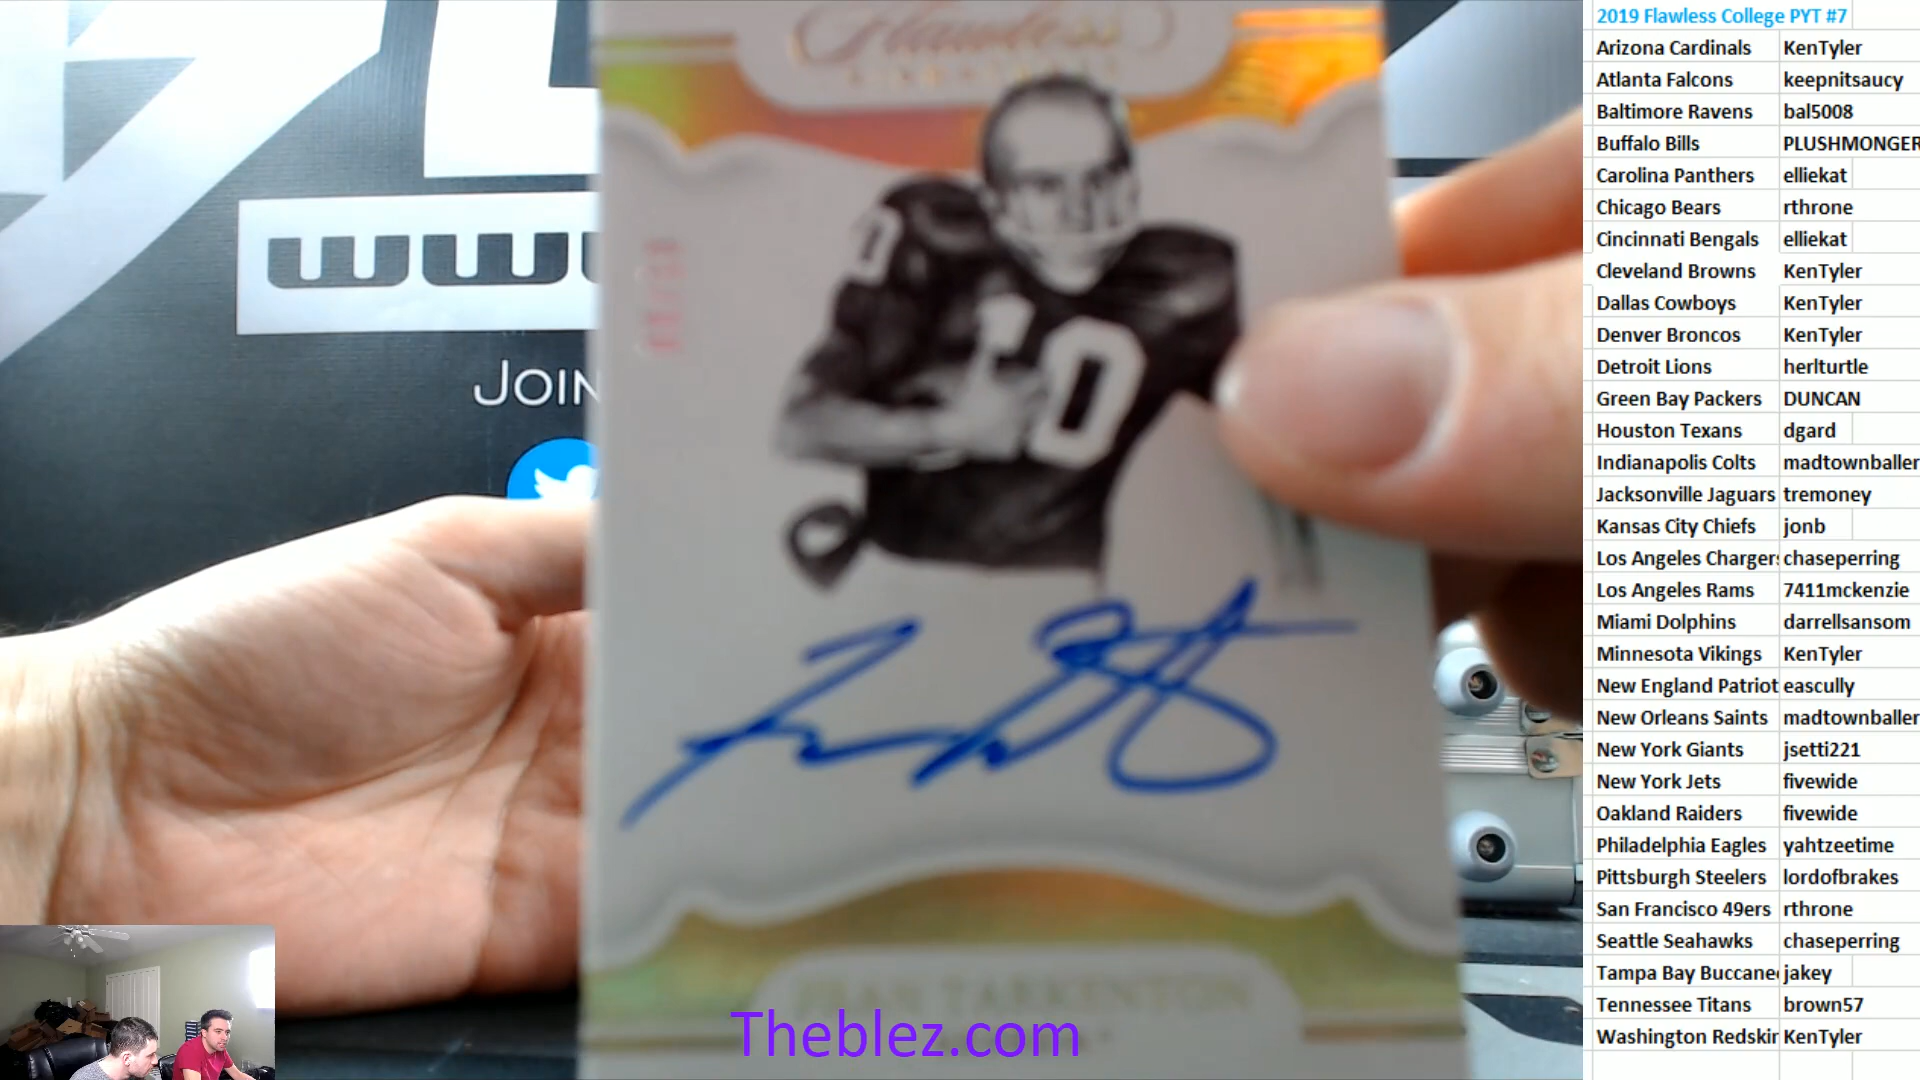 2019 Flawless College PYT #7
Arizona Cardinals KenTyler
Atlanta Falcons keepnitsaucy
Baltimore Ravens bal5008
Buffalo Bills PLUSHMONGER
Carolina Panthers elliekat
Chicago Bears rthrone
Cincinnati Bengals elliekat
Cleveland Browns KenTyler
Dallas Cowboys KenTyler
Denver Broncos KenTyler
Detroit Lions herlturtle
Green Bay Packers DUNCAN
Houston Texans dgard
Indianapolis Colts madtownballer
Jacksonville Jaguars tremoney
Kansas City Chiefs jonb
Los Angeles Chargers chaseperring
Los Angeles Rams 7411mckenzie
Miami Dolphins darrellsansom
Minnesota Vikings KenTyler
New England Patriot eascully
New Orleans Saints madtownballer
New York Giants jsetti221
New York Jets fivewide
Oakland Raiders fivewide
Philadelphia Eagles yahtzeetime
Pittsburgh Steelers lordofbrakes
San Francisco 49ers rthrone
Seattle Seahawks chaseperring
Tampa Bay Buccanee jakey
Tennessee Titans brown57
Washington Redskin KenTyler
Flawless
WWW
JOIN
0
10
FRAN TARKENTON
Theblez.com